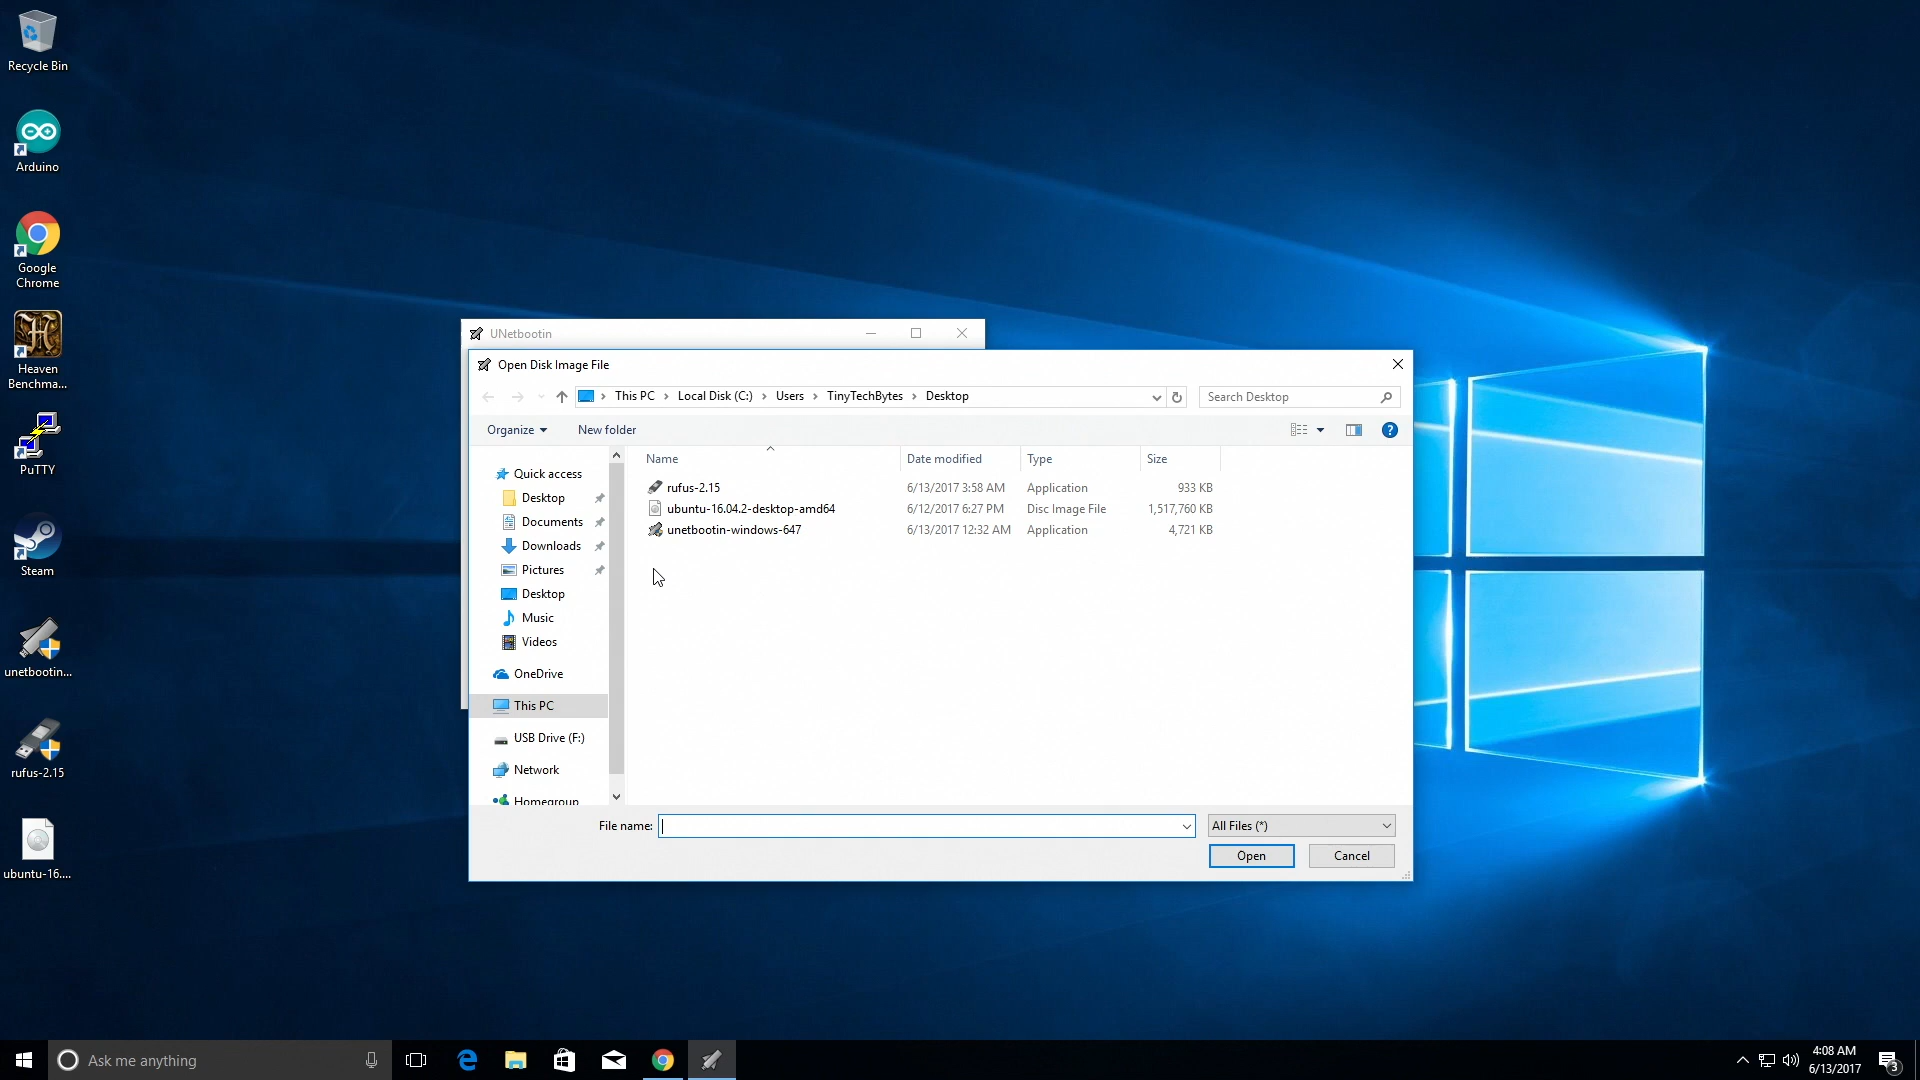 Recycle Bin
Arduino
Google
Chrome
Heaven
Benchma...
PuTTY
Steam
unetbootin...
rufus-2.15
ubuntu-16....
UNetbootin
Open Disk Image File
This PC > Local Disk (C:) > Users > TinyTechBytes > Desktop
Search Desktop
Organize
New folder
?
Quick access
Desktop
Documents
Downloads
Pictures
Desktop
Music
Videos
OneDrive
This PC
USB Drive (F:)
Network
Homegroup
Name Date modified Type Size
rufus-2.15 6/13/2017 3:58 AM Application 933 KB
ubuntu-16.04.2-desktop-amd64 6/12/2017 6:27 PM Disc Image File 1,517,760 KB
unetbootin-windows-647 6/13/2017 12:32 AM Application 4,721 KB
File name:
All Files (*)
Open
Cancel
Ask me anything
4:08 AM
6/13/2017
3